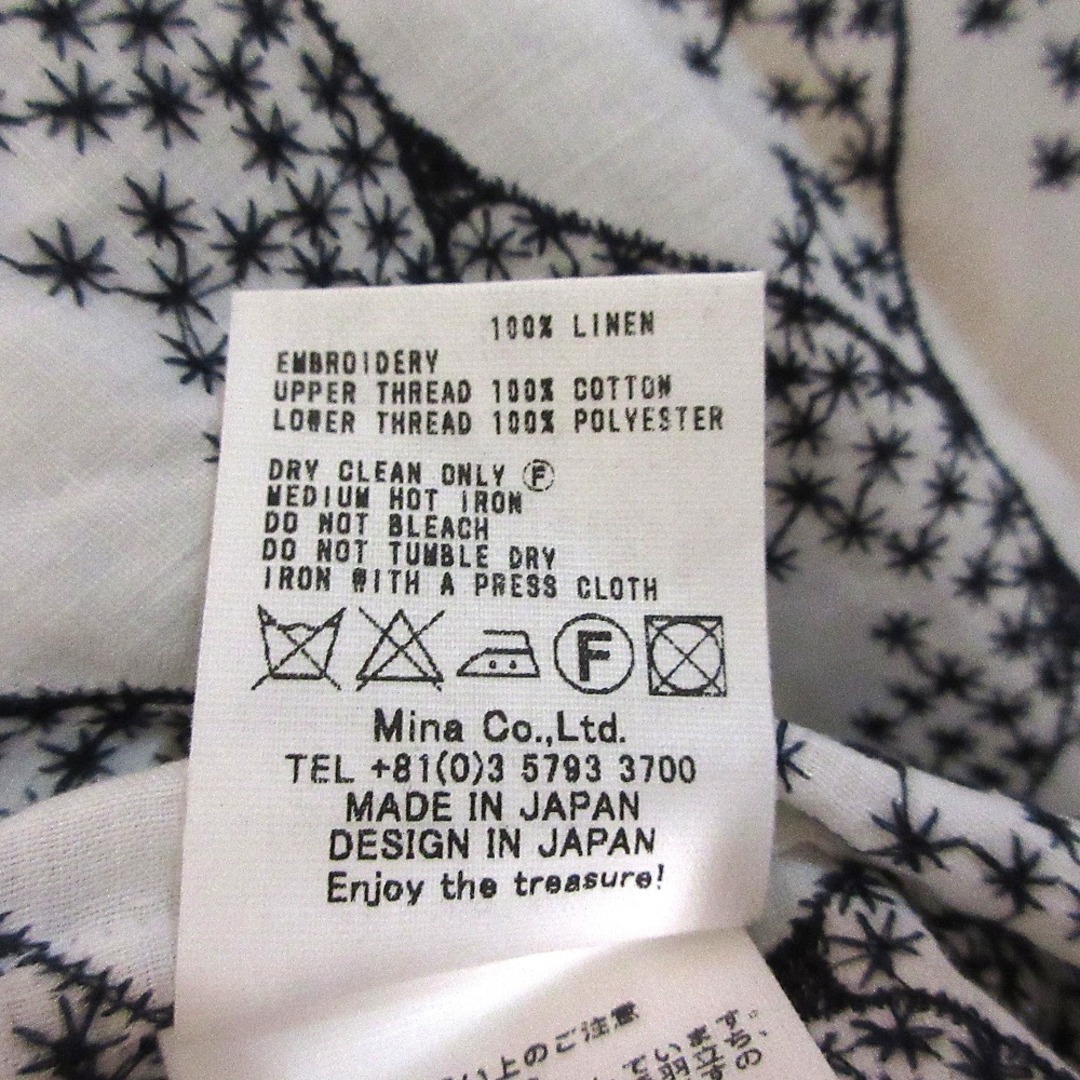 100% LINEN
EMBROIDERY
UPPER THREAD 100% COTTON
LOWER THREAD 100% POLYESTER
DRY CLEAN ONLY Ⓕ
MEDIUM HOT IRON
DO NOT BLEACH
DO NOT TUMBLE DRY
IRON WITH A PRESS CLOTH
F
Mina Co.,Ltd.
TEL +81(0)3 5793 3700
MADE IN JAPAN
DESIGN IN JAPAN
Enjoy the treasure!
い上のご注意